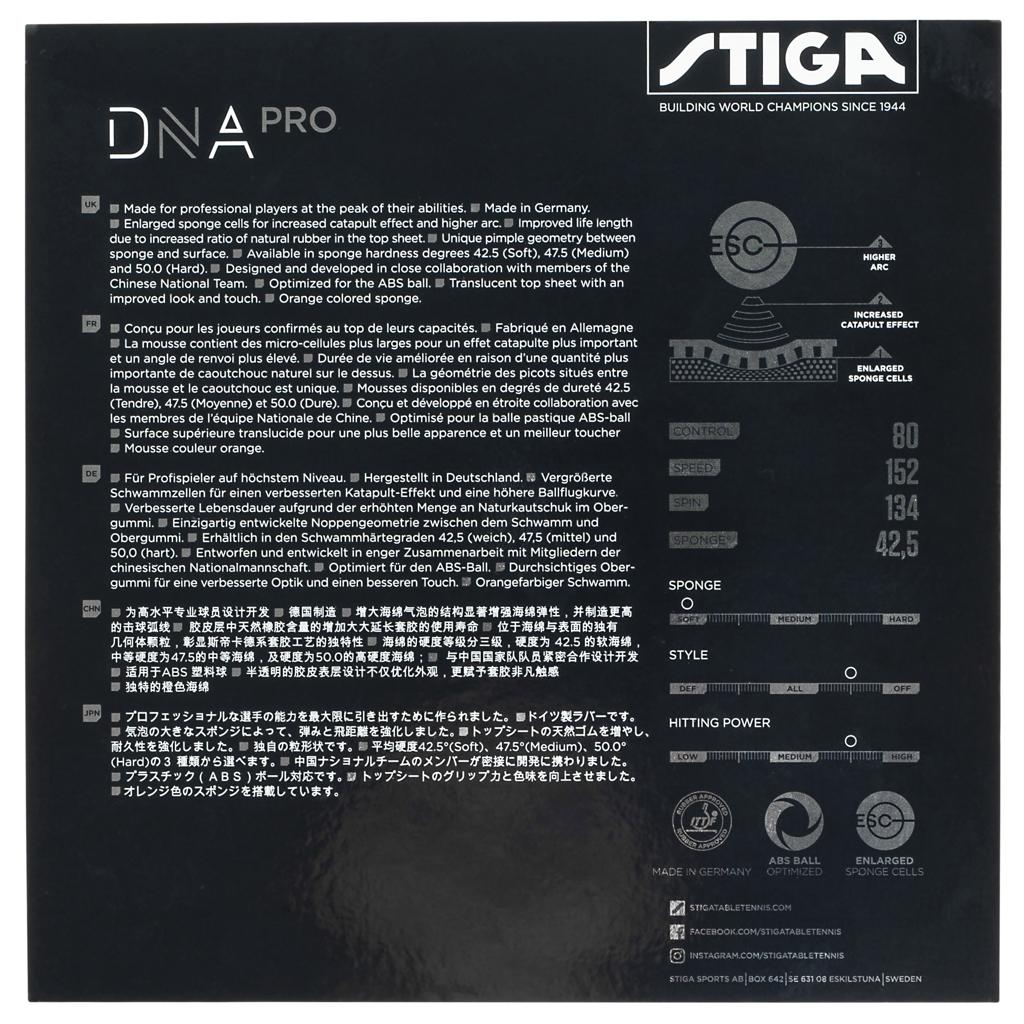 STIGA®
BUILDING WORLD CHAMPIONS SINCE 1944
DNA PRO
UK
Made for professional players at the peak of their abilities. Made in Germany.
Enlarged sponge cells for increased catapult effect and higher arc. Improved life length
due to increased ratio of natural rubber in the top sheet. Unique pimple geometry between
sponge and surface. Available in sponge hardness degrees 42.5 (Soft), 47.5 (Medium)
and 50.0 (Hard). Designed and developed in close collaboration with members of the
Chinese National Team. Optimized for the ABS ball. Translucent top sheet with an
improved look and touch. Orange colored sponge.
FR
Conçu pour les joueurs confirmés au top de leurs capacités. Fabriqué en Allemagne
La mousse contient des micro-cellules plus larges pour un effet catapulte plus important
et un angle de renvoi plus élevé. Durée de vie améliorée en raison d'une quantité plus
importante de caoutchouc naturel sur le dessus. La géométrie des picots situés entre
la mousse et le caoutchouc est unique. Mousses disponibles en degrés de dureté 42.5
(Tendre), 47.5 (Moyenne) et 50.0 (Dure). Conçu et développé en étroite collaboration avec
les membres de l'équipe Nationale de Chine. Optimisé pour la balle pastique ABS-ball
Surface supérieure translucide pour une plus belle apparence et un meilleur toucher
Mousse couleur orange.
DE
Für Profispieler auf höchstem Niveau. Hergestellt in Deutschland. Vergrößerte
Schwammzellen für einen verbesserten Katapult-Effekt und eine höhere Ballflugkurve.
Verbesserte Lebensdauer aufgrund der erhöhten Menge an Naturkautschuk im Ober-
gummi. Einzigartig entwickelte Noppengeometrie zwischen dem Schwamm und
Obergummi. Erhältlich in den Schwammhärtegraden 42,5 (weich), 47,5 (mittel) und
50,0 (hart). Entworfen und entwickelt in enger Zusammenarbeit mit Mitgliedern der
chinesischen Nationalmannschaft. Optimiert für den ABS-Ball. Durchsichtiges Ober-
gummi für eine verbesserte Optik und einen besseren Touch. Orangefarbiger Schwamm.
CHN
为高水平专业球员设计开发 德国制造 增大海绵气泡的结构显著增强海绵弹性，并制造更高
的击球弧线 胶皮层中天然橡胶含量的增加大大延长套胶的使用寿命 位于海绵与表面的独有
几何体颗粒，彰显斯帝卡德系套胶工艺的独特性 海绵的硬度等级分三级，硬度为 42.5 的软海绵，
中等硬度为47.5的中等海绵，及硬度为50.0的高硬度海绵； 与中国国家队队员紧密合作设计开发
适用于ABS 塑料球 半透明的胶皮表层设计不仅优化外观，更赋予套胶非凡触感
独特的橙色海绵
JPN
プロフェッショナルな選手の能力を最大限に引き出すために作られました。ドイツ製ラバーです。
気泡の大きなスポンジによって、弾みと飛距離を強化しました。トップシートの天然ゴムを増やし、
耐久性を強化しました。 独自の粒形状です。 平均硬度42.5°(Soft)、47.5°(Medium)、50.0°
(Hard)の３ 種類から選べます。 中国ナショナルチームのメンバーが密接に開発に携わりました。
プラスチック（ＡＢＳ）ボール対応です。トップシートのグリップ力と色味を向上させました。
オレンジ色のスポンジを搭載しています。
ESC
3
HIGHER
ARC
2
INCREASED
CATAPULT EFFECT
1
ENLARGED
SPONGE CELLS
CONTROL 80
SPEED 152
SPIN 134
SPONGE° 42,5
SPONGE
SOFT MEDIUM HARD
STYLE
DEF ALL OFF
HITTING POWER
LOW MEDIUM HIGH
RUBBER APPROVED
ITTF
RUBBER APPROVED
MADE IN GERMANY
ABS BALL
OPTIMIZED
ESC
ENLARGED
SPONGE CELLS
STIGATABLETENNIS.COM
FACEBOOK.COM/STIGATABLETENNIS
INSTAGRAM.COM/STIGATABLETENNIS
STIGA SPORTS AB|BOX 642|SE 631 08 ESKILSTUNA|SWEDEN